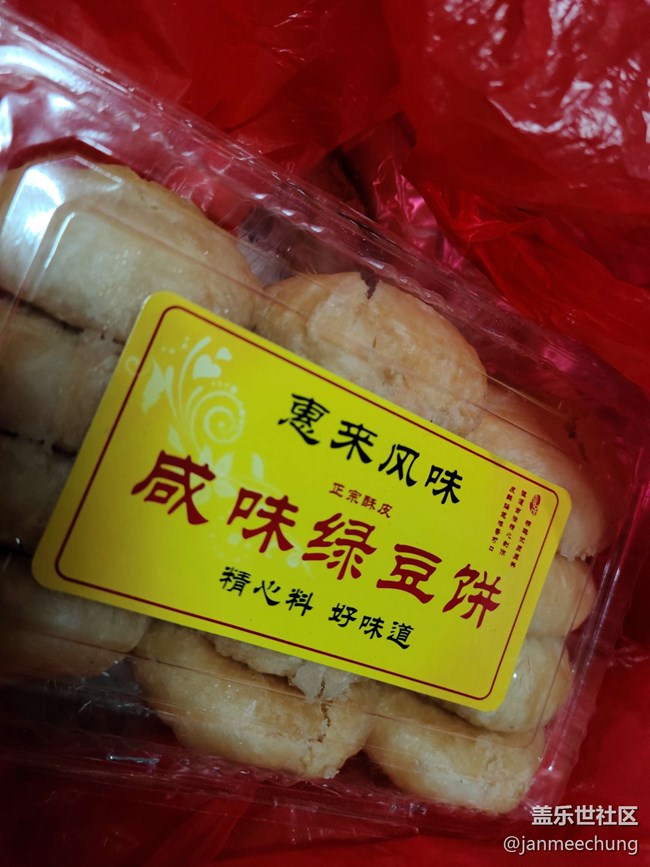 惠来风味
正宗酥皮
咸味绿豆饼
精心料 好味道
盖乐世社区
@janmeechung